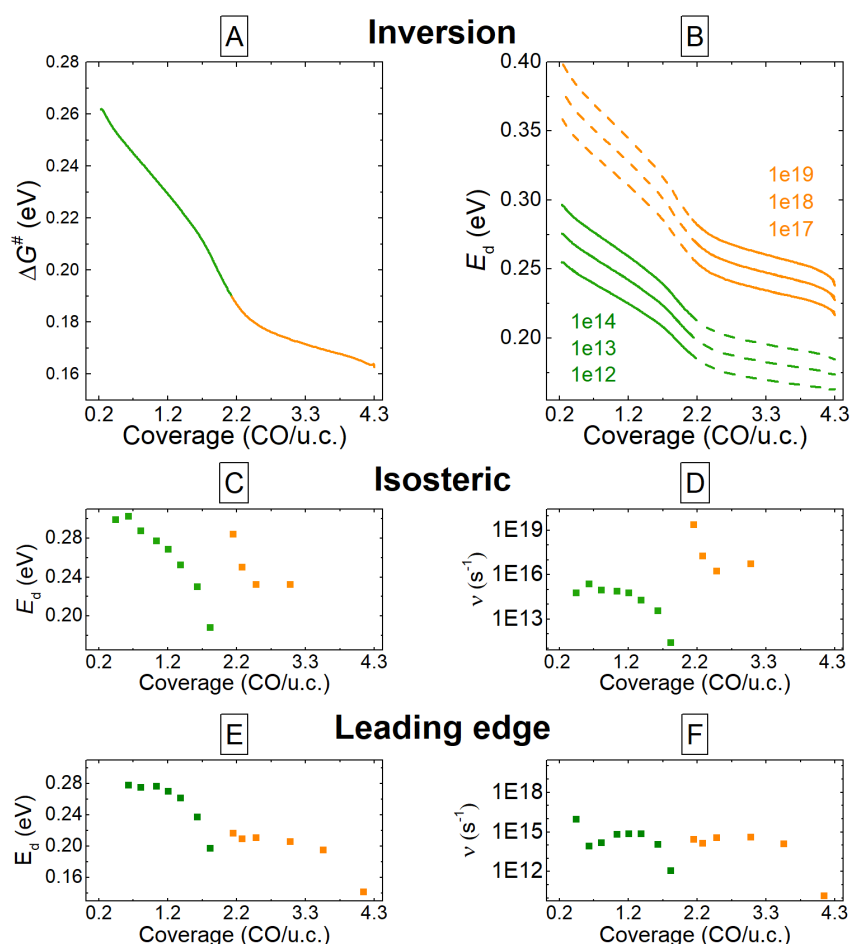 Inversion
A
B
0.28
0.26
0.24
0.22
0.20
0.18
0.16
ΔG# (eV)
0.2 1.2 2.2 3.3 4.3
Coverage (CO/u.c.)
0.40
0.35
0.30
0.25
0.20
Ed (eV)
1e19
1e18
1e17
1e14
1e13
1e12
0.2 1.2 2.2 3.3 4.3
Coverage (CO/u.c.)
Isosteric
C
D
0.28
0.24
0.20
Ed (eV)
0.2 1.2 2.2 3.3 4.3
Coverage (CO/u.c.)
1E19
1E16
1E13
ν (s-1)
0.2 1.2 2.2 3.3 4.3
Coverage (CO/u.c.)
Leading edge
E
F
0.28
0.24
0.20
0.16
Ed (eV)
0.2 1.2 2.2 3.3 4.3
Coverage (CO/u.c.)
1E18
1E15
1E12
ν (s-1)
0.2 1.2 2.2 3.3 4.3
Coverage (CO/u.c.)